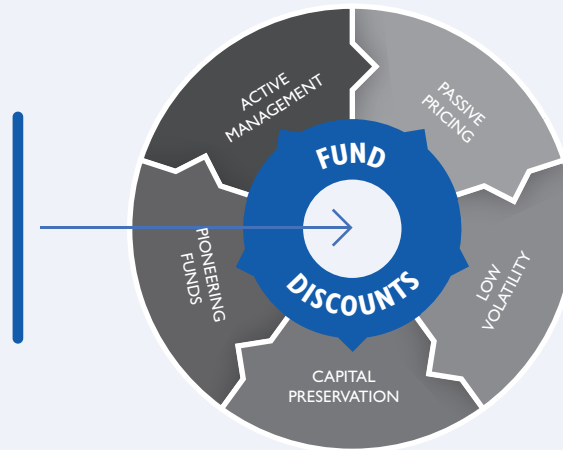 ACTIVE
MANAGEMENT
PASSIVE
PRICING
FUND
DISCOUNTS
PIONEERING
FUNDS
LOW
VOLATILITY
CAPITAL
PRESERVATION